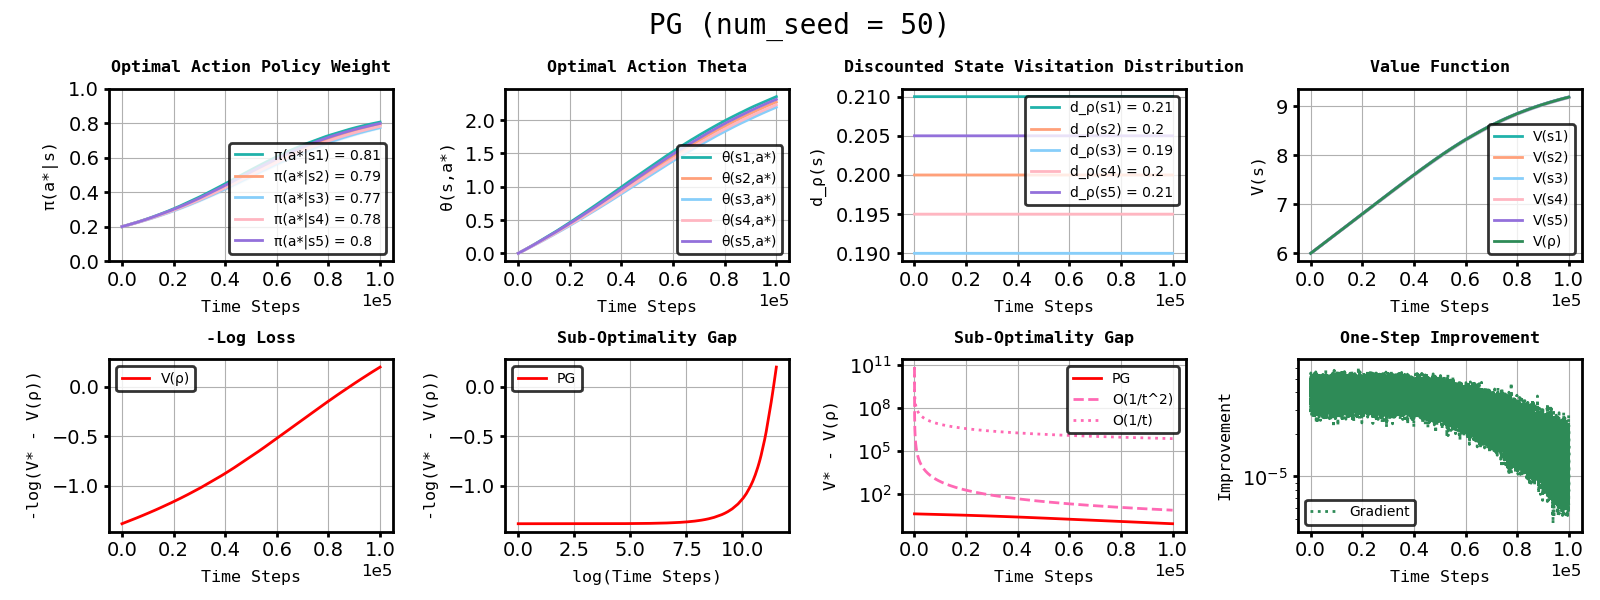 PG (num_seed = 50)
Optimal Action Policy Weight
π(a*|s)
1.0
0.8
0.6
0.4
0.2
0.0
π(a*|s1) = 0.81
π(a*|s2) = 0.79
π(a*|s3) = 0.77
π(a*|s4) = 0.78
π(a*|s5) = 0.8
0.0 0.2 0.4 0.6 0.8 1.0
1e5
Time Steps
Optimal Action Theta
θ(s,a*)
2.0
1.5
1.0
0.5
0.0
θ(s1,a*)
θ(s2,a*)
θ(s3,a*)
θ(s4,a*)
θ(s5,a*)
0.0 0.2 0.4 0.6 0.8 1.0
1e5
Time Steps
Discounted State Visitation Distribution
d_ρ(s)
0.210
0.205
0.200
0.195
0.190
d_ρ(s1) = 0.21
d_ρ(s2) = 0.2
d_ρ(s3) = 0.19
d_ρ(s4) = 0.2
d_ρ(s5) = 0.21
0.0 0.2 0.4 0.6 0.8 1.0
1e5
Time Steps
Value Function
V(s)
9
8
7
6
V(s1)
V(s2)
V(s3)
V(s4)
V(s5)
V(ρ)
0.0 0.2 0.4 0.6 0.8 1.0
1e5
Time Steps
-Log Loss
-log(V* - V(ρ))
0.0
−0.5
−1.0
V(ρ)
0.0 0.2 0.4 0.6 0.8 1.0
1e5
Time Steps
Sub-Optimality Gap
-log(V* - V(ρ))
0.0
−0.5
−1.0
PG
0.0 2.5 5.0 7.5 10.0
log(Time Steps)
Sub-Optimality Gap
V* - V(ρ)
10¹¹
10⁸
10⁵
10²
PG
O(1/t^2)
O(1/t)
0.0 0.2 0.4 0.6 0.8 1.0
1e5
Time Steps
One-Step Improvement
Improvement
10⁻⁵
Gradient
0.0 0.2 0.4 0.6 0.8 1.0
1e5
Time Steps